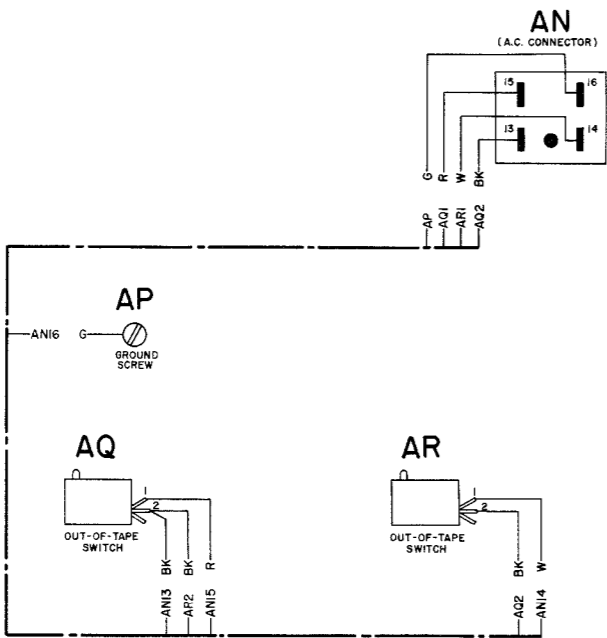 AN
(A.C. CONNECTOR)
15
16
13
14
G
R
W
BK
AP
AQ1
AR1
AQ2
AP
AN16
G
GROUND
SCREW
AQ
1
2
OUT-OF-TAPE
SWITCH
BK
BK
R
AN13
AR2
AN15
AR
1
2
OUT-OF-TAPE
SWITCH
BK
W
AQ2
AN14